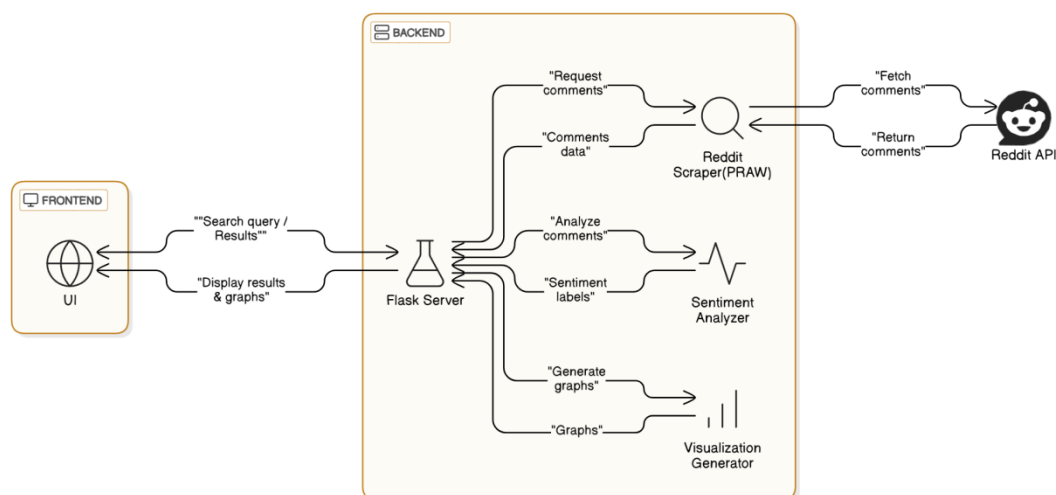 BACKEND
"Request
comments"
"Fetch
comments"
"Comments
data"
"Return
comments"
Reddit
Scraper(PRAW)
Reddit API
FRONTEND
""Search query /
Results""
"Analyze
comments"
"Display results
& graphs"
"Sentiment
labels"
UI
Flask Server
Sentiment
Analyzer
"Generate
graphs"
"Graphs"
Visualization
Generator